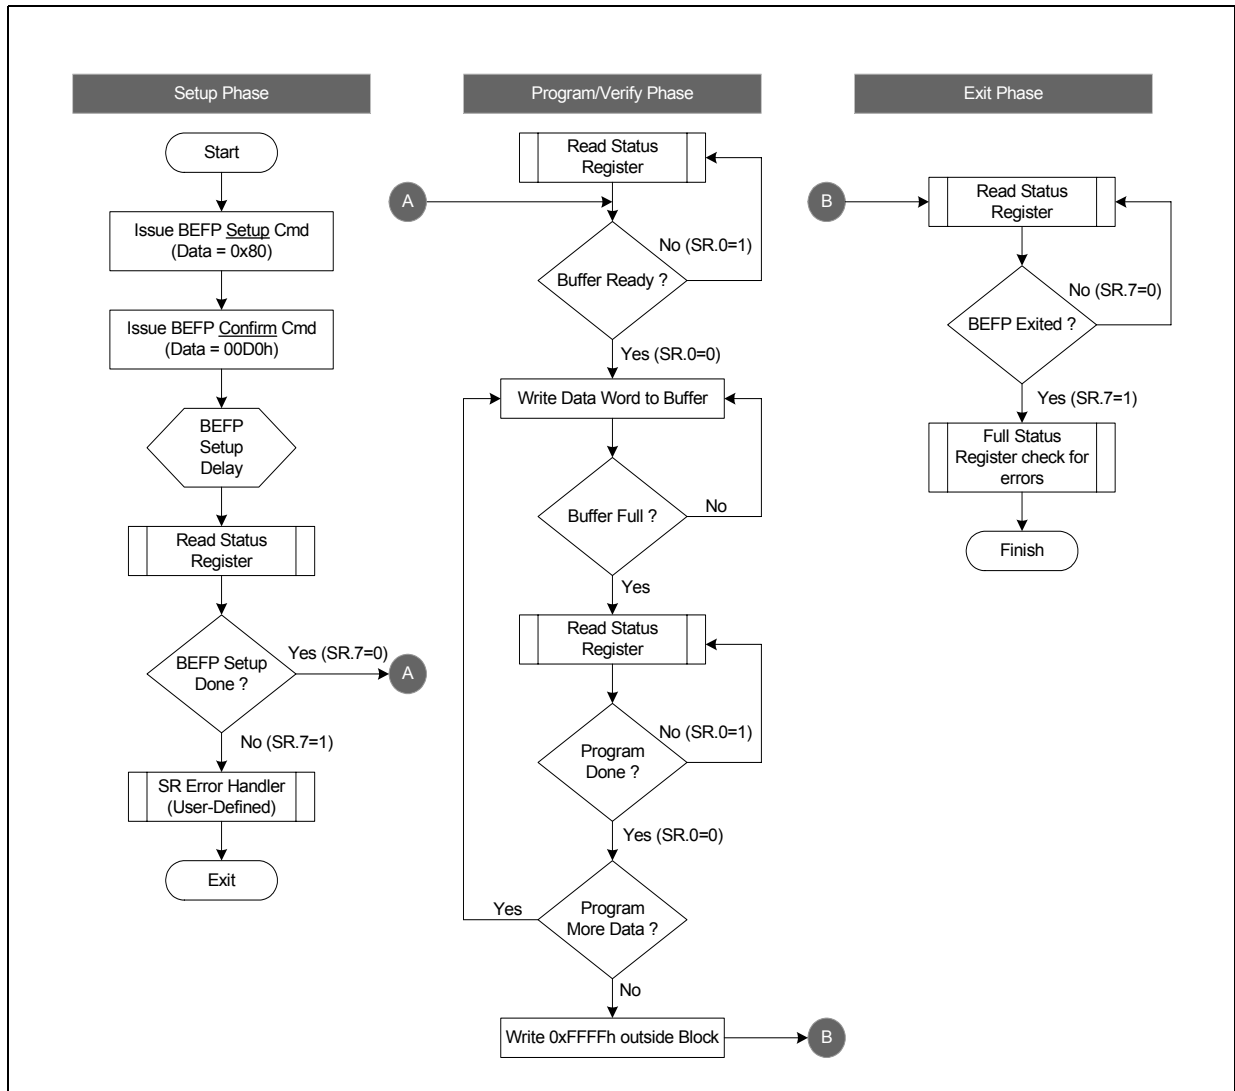 Setup Phase
Start
Issue BEFP Setup Cmd
(Data = 0x80)
Issue BEFP Confirm Cmd
(Data = 00D0h)
BEFP
Setup
Delay
Read Status
Register
BEFP Setup
Done ?
Yes (SR.7=0)
A
No (SR.7=1)
SR Error Handler
(User-Defined)
Exit
Program/Verify Phase
Read Status
Register
A
No (SR.0=1)
Buffer Ready ?
Yes (SR.0=0)
Write Data Word to Buffer
Buffer Full ?
No
Yes
Read Status
Register
No (SR.0=1)
Program
Done ?
Yes (SR.0=0)
Program
More Data ?
Yes
No
Write 0xFFFFh outside Block
B
Exit Phase
B
Read Status
Register
No (SR.7=0)
BEFP Exited ?
Yes (SR.7=1)
Full Status
Register check for
errors
Finish